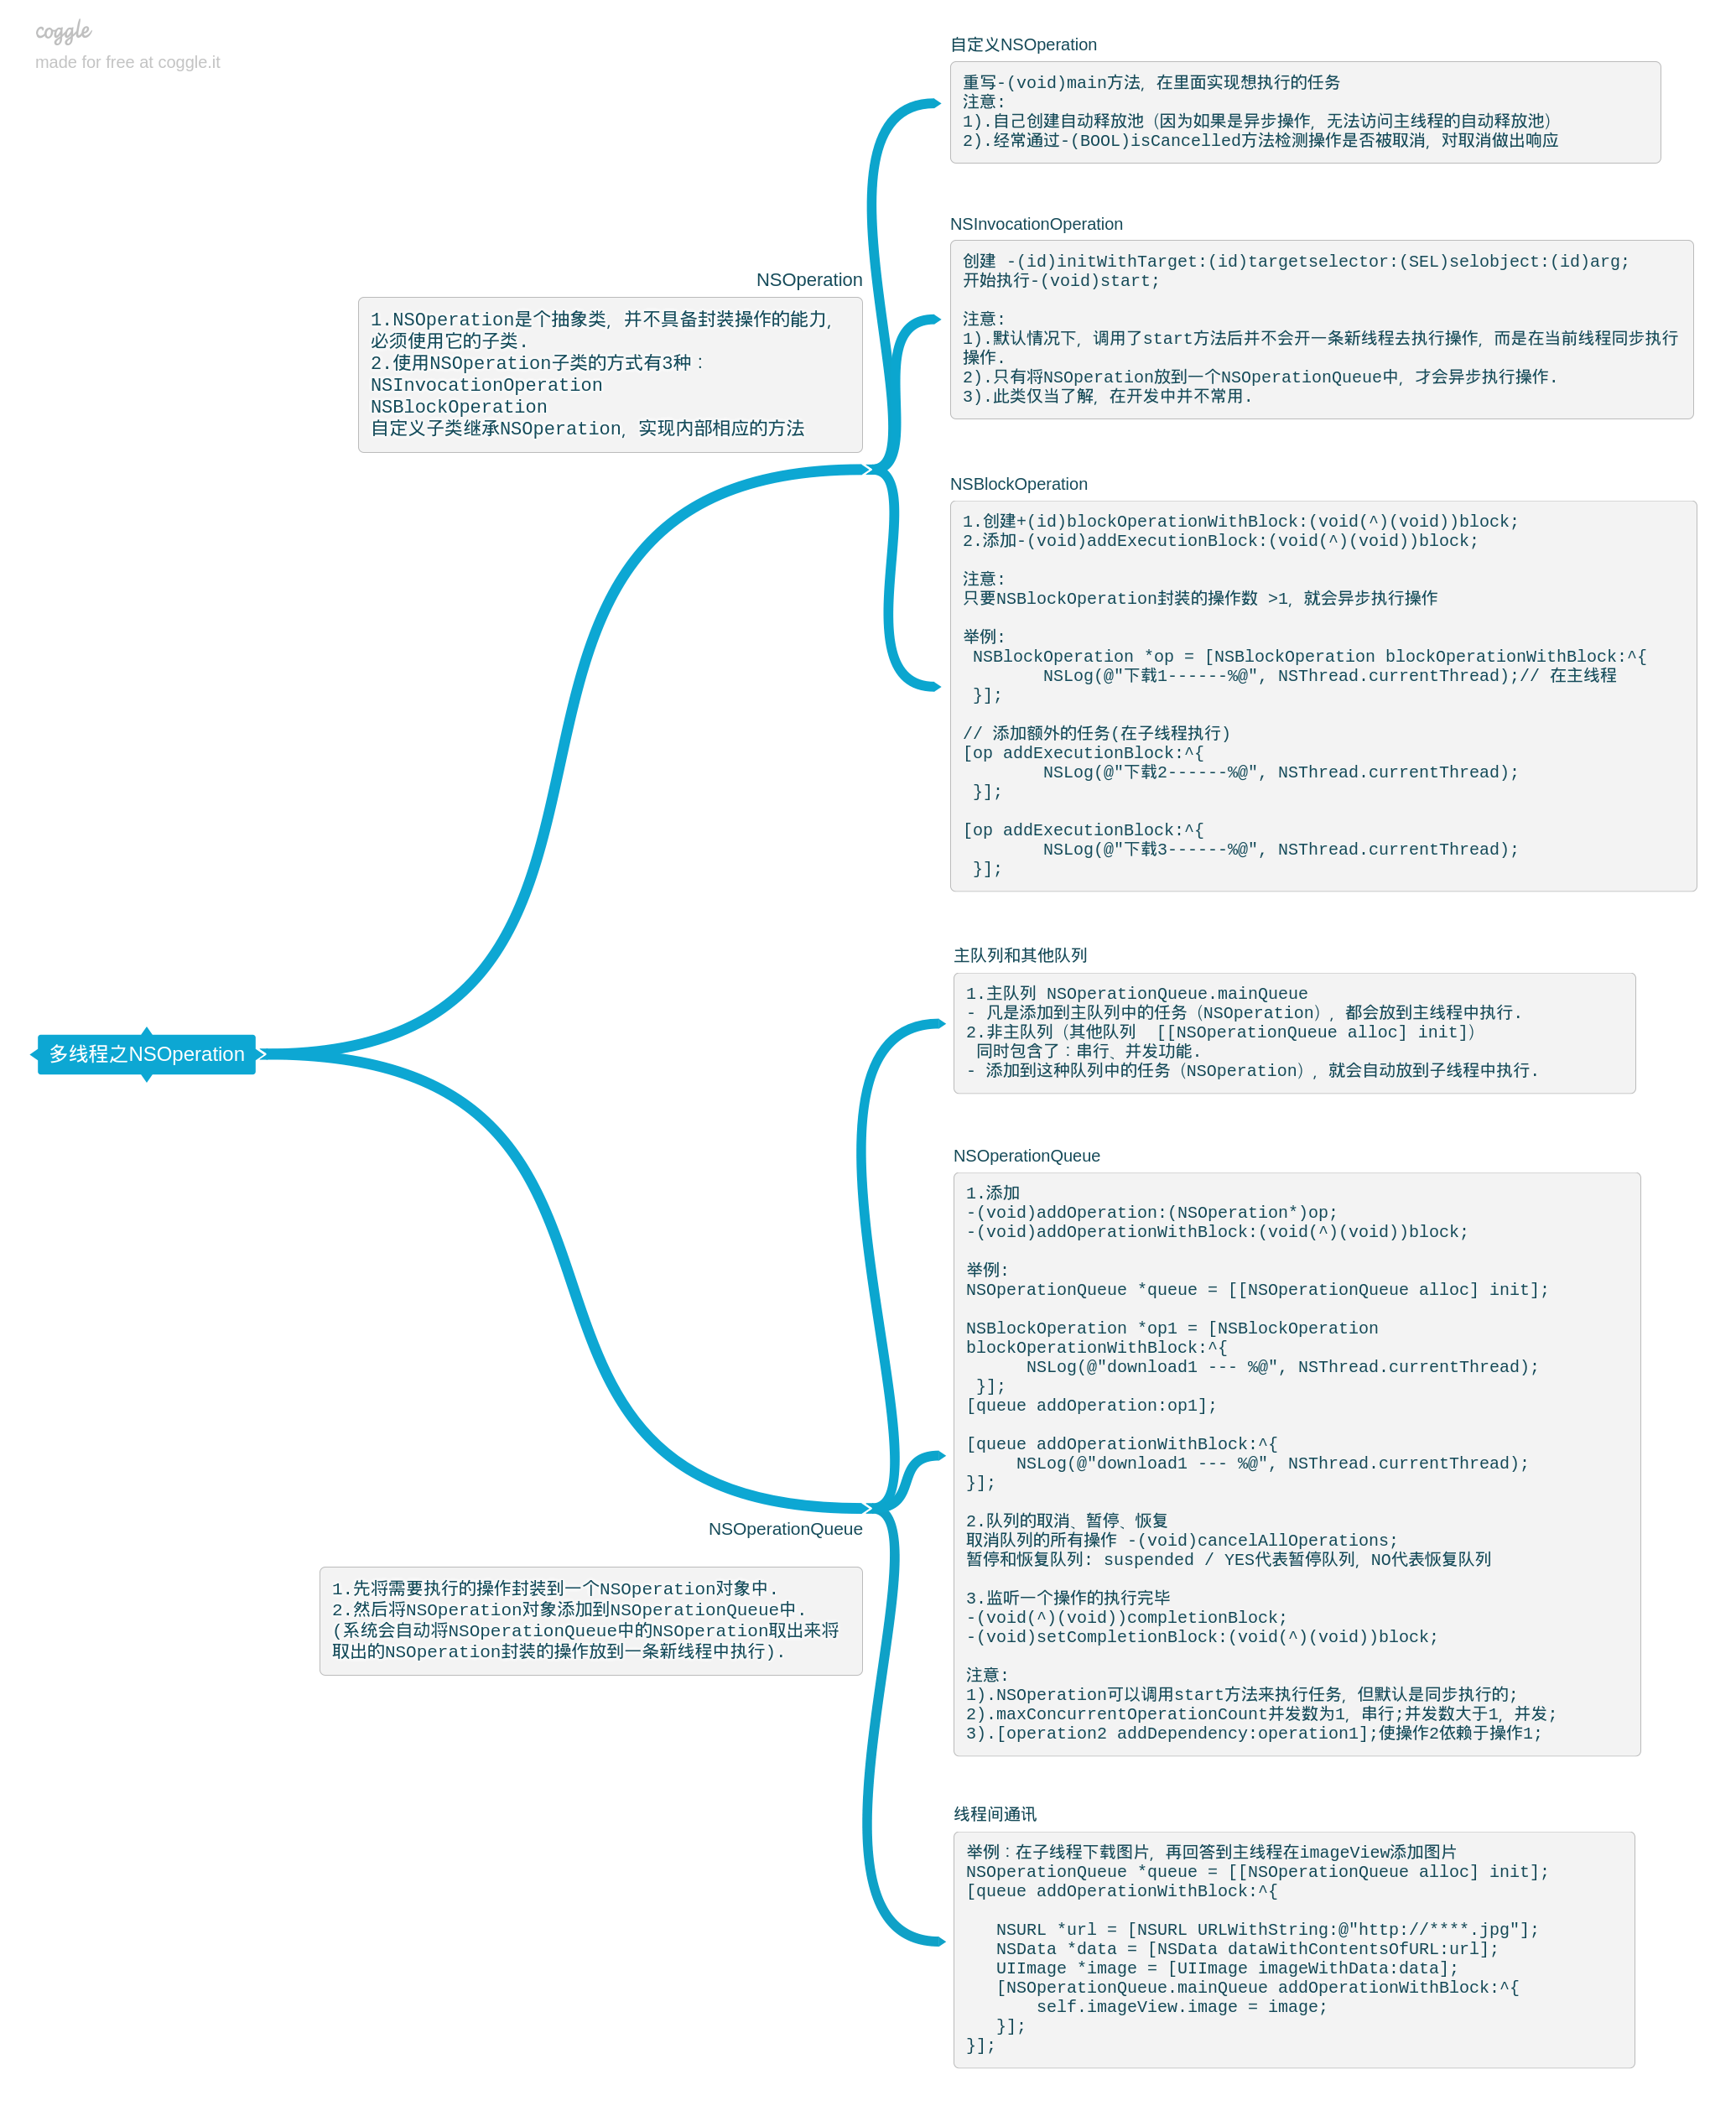 coggle
made for free at coggle.it
多线程之NSOperation
NSOperation
1.NSOperation是个抽象类，并不具备封装操作的能力，
必须使用它的子类.
2.使用NSOperation子类的方式有3种：
NSInvocationOperation
NSBlockOperation
自定义子类继承NSOperation，实现内部相应的方法
自定义NSOperation
重写-(void)main方法，在里面实现想执行的任务
注意:
1).自己创建自动释放池（因为如果是异步操作，无法访问主线程的自动释放池）
2).经常通过-(BOOL)isCancelled方法检测操作是否被取消，对取消做出响应
NSInvocationOperation
创建 -(id)initWithTarget:(id)targetselector:(SEL)selobject:(id)arg;
开始执行-(void)start;
注意:
1).默认情况下，调用了start方法后并不会开一条新线程去执行操作，而是在当前线程同步执行
操作.
2).只有将NSOperation放到一个NSOperationQueue中，才会异步执行操作.
3).此类仅当了解，在开发中并不常用.
NSBlockOperation
1.创建+(id)blockOperationWithBlock:(void(^)(void))block;
2.添加-(void)addExecutionBlock:(void(^)(void))block;
注意:
只要NSBlockOperation封装的操作数 >1，就会异步执行操作
举例:
NSBlockOperation *op = [NSBlockOperation blockOperationWithBlock:^{
NSLog(@"下载1------%@", NSThread.currentThread);// 在主线程
}];
// 添加额外的任务(在子线程执行)
[op addExecutionBlock:^{
NSLog(@"下载2------%@", NSThread.currentThread);
}];
[op addExecutionBlock:^{
NSLog(@"下载3------%@", NSThread.currentThread);
}];
NSOperationQueue
1.先将需要执行的操作封装到一个NSOperation对象中.
2.然后将NSOperation对象添加到NSOperationQueue中.
(系统会自动将NSOperationQueue中的NSOperation取出来将
取出的NSOperation封装的操作放到一条新线程中执行).
主队列和其他队列
1.主队列 NSOperationQueue.mainQueue
- 凡是添加到主队列中的任务（NSOperation），都会放到主线程中执行.
2.非主队列（其他队列  [[NSOperationQueue alloc] init]）
同时包含了：串行、并发功能.
- 添加到这种队列中的任务（NSOperation），就会自动放到子线程中执行.
NSOperationQueue
1.添加
-(void)addOperation:(NSOperation*)op;
-(void)addOperationWithBlock:(void(^)(void))block;
举例:
NSOperationQueue *queue = [[NSOperationQueue alloc] init];
NSBlockOperation *op1 = [NSBlockOperation
blockOperationWithBlock:^{
NSLog(@"download1 --- %@", NSThread.currentThread);
}];
[queue addOperation:op1];
[queue addOperationWithBlock:^{
NSLog(@"download1 --- %@", NSThread.currentThread);
}];
2.队列的取消、暂停、恢复
取消队列的所有操作 -(void)cancelAllOperations;
暂停和恢复队列: suspended / YES代表暂停队列，NO代表恢复队列
3.监听一个操作的执行完毕
-(void(^)(void))completionBlock;
-(void)setCompletionBlock:(void(^)(void))block;
注意:
1).NSOperation可以调用start方法来执行任务，但默认是同步执行的;
2).maxConcurrentOperationCount并发数为1，串行;并发数大于1，并发;
3).[operation2 addDependency:operation1];使操作2依赖于操作1;
线程间通讯
举例：在子线程下载图片，再回答到主线程在imageView添加图片
NSOperationQueue *queue = [[NSOperationQueue alloc] init];
[queue addOperationWithBlock:^{
NSURL *url = [NSURL URLWithString:@"http://****.jpg"];
NSData *data = [NSData dataWithContentsOfURL:url];
UIImage *image = [UIImage imageWithData:data];
[NSOperationQueue.mainQueue addOperationWithBlock:^{
self.imageView.image = image;
}];
}];